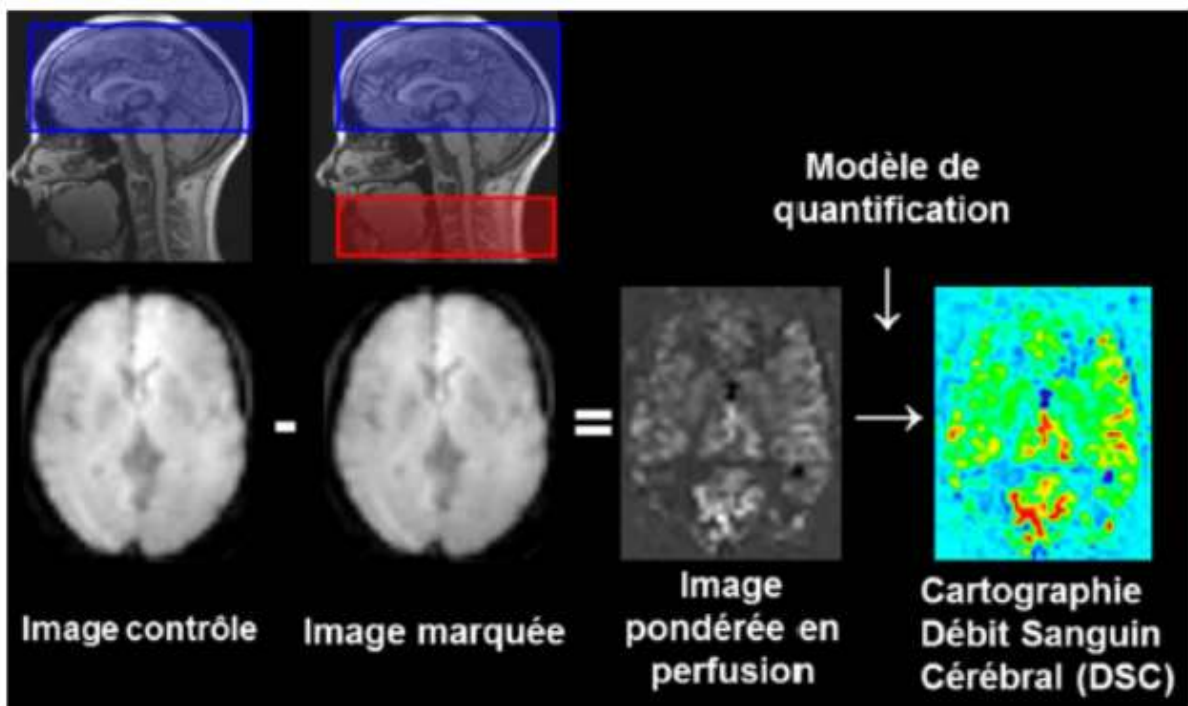 Modèle de
quantification
Image contrôle
Image marquée
Image
pondérée en
perfusion
Cartographie
Débit Sanguin
Cérébral (DSC)